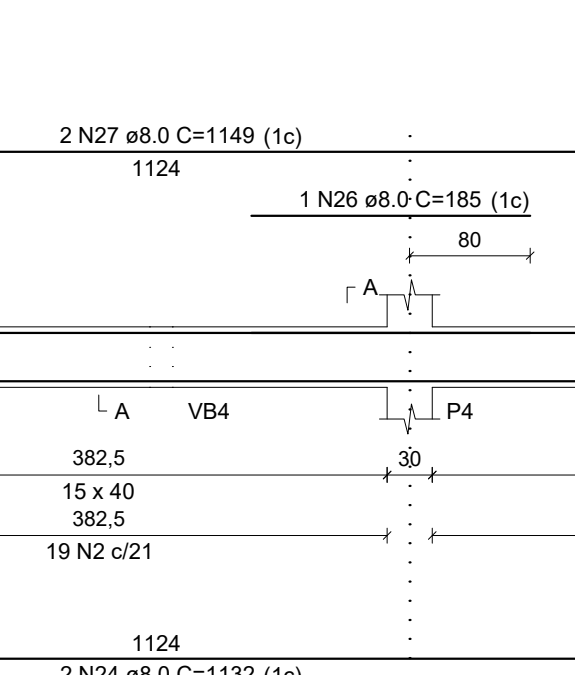 2 N27 ø8.0 C=1149 (1c)
1124
1 N26 ø8.0 C=185 (1c)
80
A
A
VB4
P4
382,5
30
15 x 40
382,5
19 N2 c/21
1124
2 N24 ø8.0 C=1132 (1c)